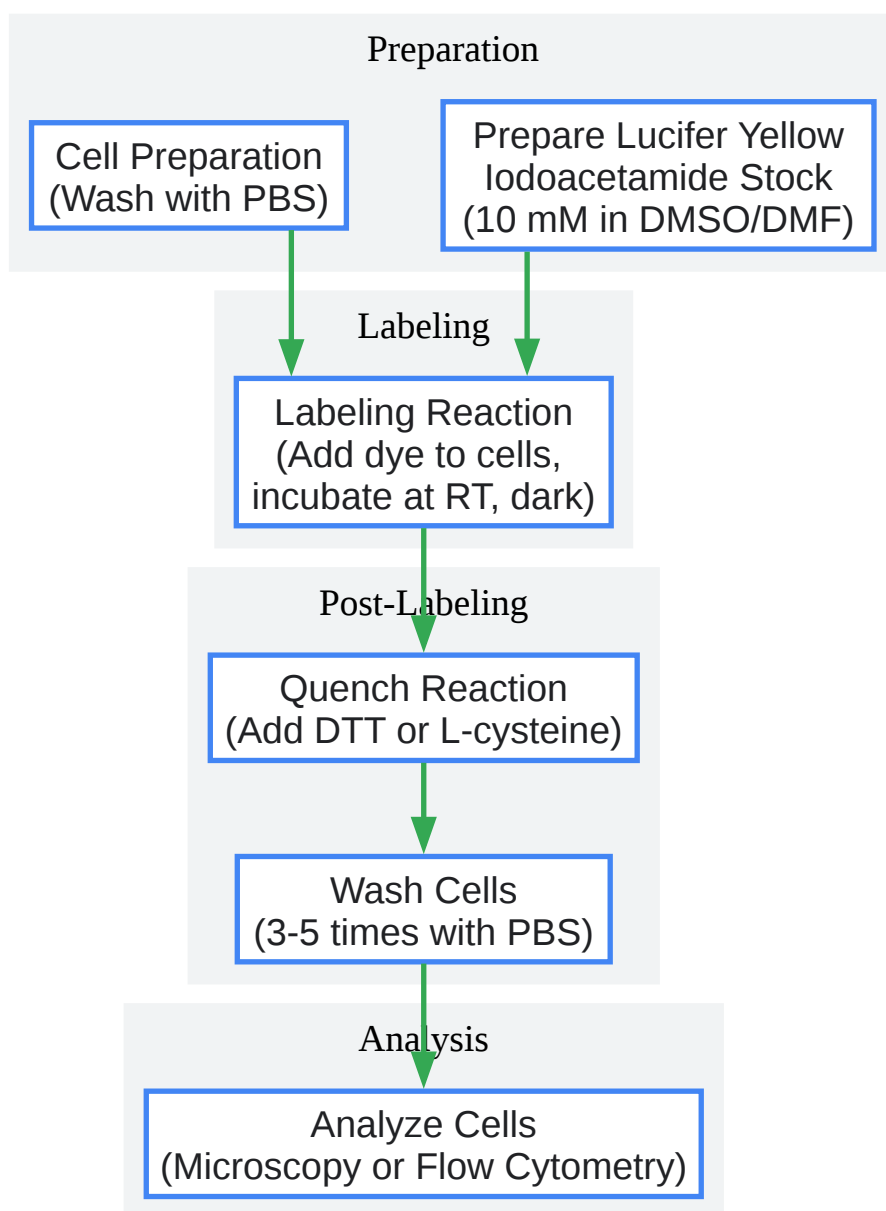 Preparation
Cell Preparation
(Wash with PBS)
Prepare Lucifer Yellow
Iodoacetamide Stock
(10 mM in DMSO/DMF)
Labeling
Labeling Reaction
(Add dye to cells,
incubate at RT, dark)
Post-Labeling
Quench Reaction
(Add DTT or L-cysteine)
Wash Cells
(3-5 times with PBS)
Analysis
Analyze Cells
(Microscopy or Flow Cytometry)